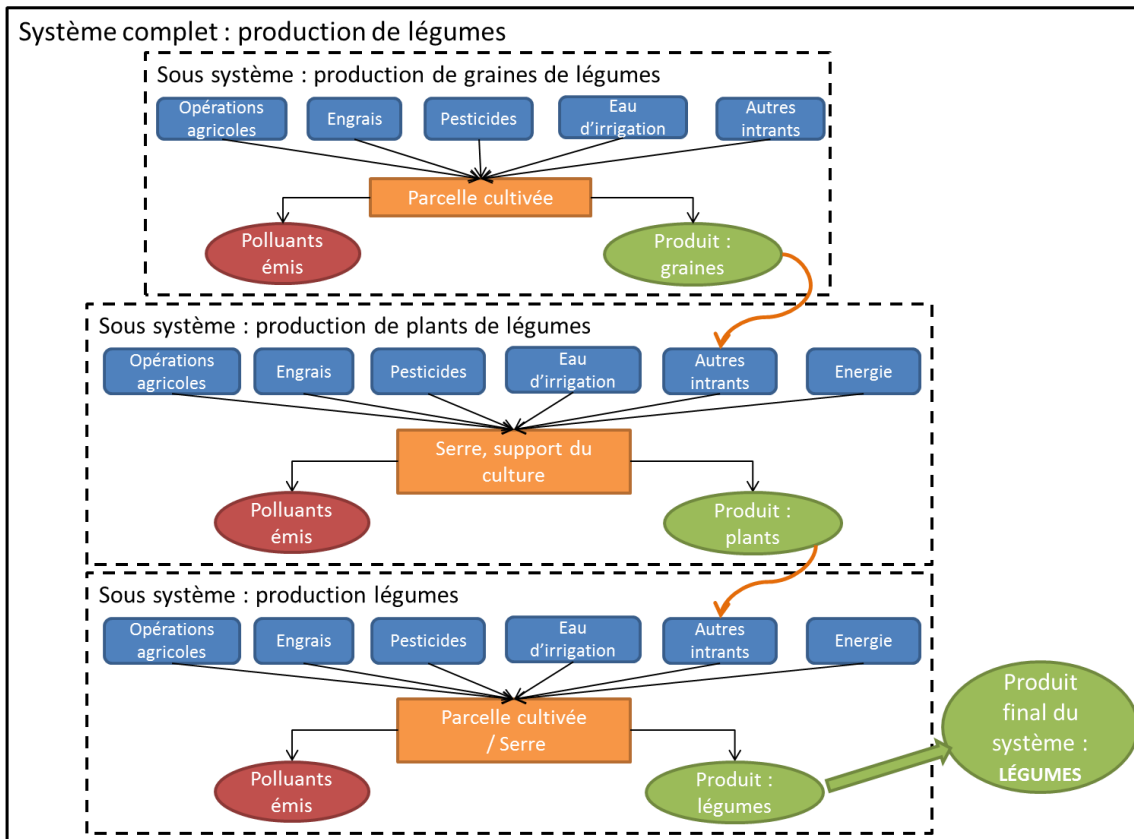 Système complet : production de légumes
Sous système : production de graines de légumes
Opérations
agricoles
Engrais
Pesticides
Eau
d'irrigation
Autres
intrants
Parcelle cultivée
Polluants
émis
Produit :
graines
Sous système : production de plants de légumes
Opérations
agricoles
Engrais
Pesticides
Eau
d'irrigation
Autres
intrants
Energie
Serre, support du
culture
Polluants
émis
Produit :
plants
Sous système : production légumes
Opérations
agricoles
Engrais
Pesticides
Eau
d'irrigation
Autres
intrants
Energie
Parcelle cultivée
/ Serre
Polluants
émis
Produit :
légumes
Produit
final du
système :
LÉGUMES